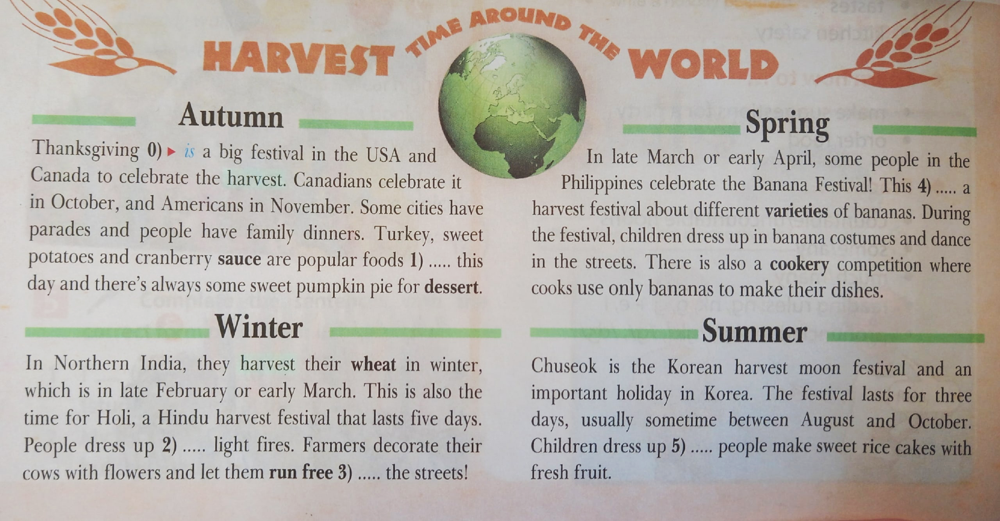 HARVEST TIME AROUND THE WORLD
Autumn
Thanksgiving 0) ▸ is a big festival in the USA and
Canada to celebrate the harvest. Canadians celebrate it
in October, and Americans in November. Some cities have
parades and people have family dinners. Turkey, sweet
potatoes and cranberry sauce are popular foods 1) ..... this
day and there's always some sweet pumpkin pie for dessert.
Winter
In Northern India, they harvest their wheat in winter,
which is in late February or early March. This is also the
time for Holi, a Hindu harvest festival that lasts five days.
People dress up 2) ..... light fires. Farmers decorate their
cows with flowers and let them run free 3) ..... the streets!
Spring
In late March or early April, some people in the
Philippines celebrate the Banana Festival! This 4) ..... a
harvest festival about different varieties of bananas. During
the festival, children dress up in banana costumes and dance
in the streets. There is also a cookery competition where
cooks use only bananas to make their dishes.
Summer
Chuseok is the Korean harvest moon festival and an
important holiday in Korea. The festival lasts for three
days, usually sometime between August and October.
Children dress up 5) ..... people make sweet rice cakes with
fresh fruit.